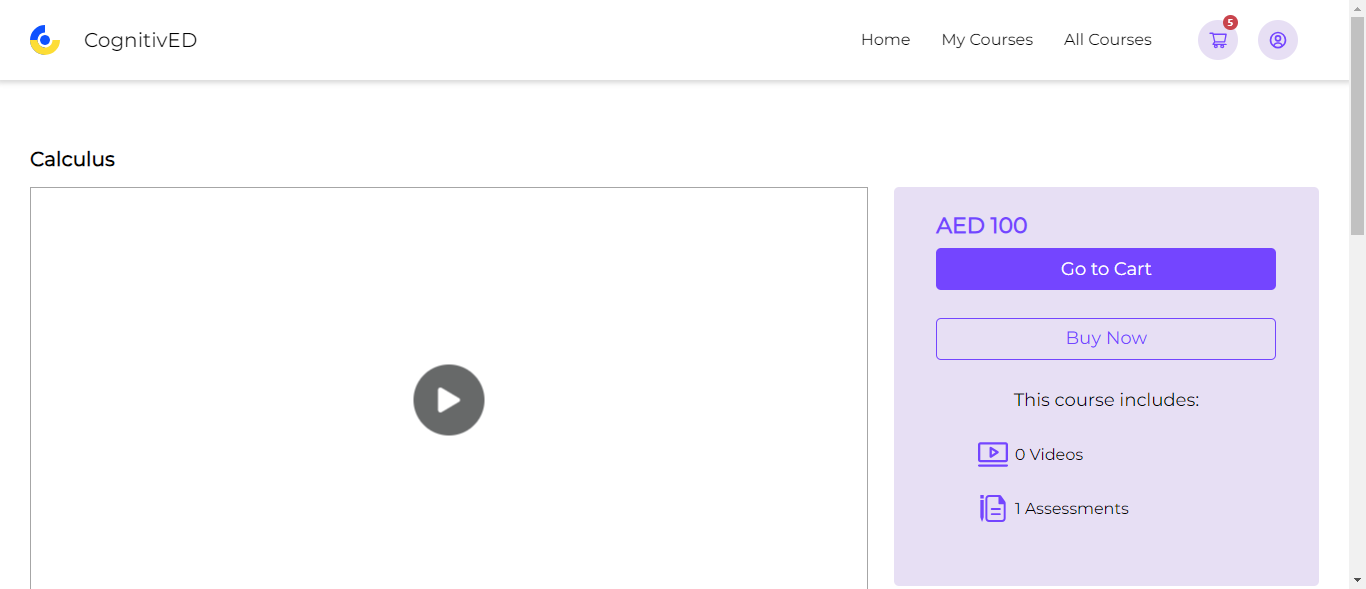 CognitivED
Home
My Courses
All Courses
5
Calculus
AED 100
Go to Cart
Buy Now
This course includes:
0 Videos
1 Assessments